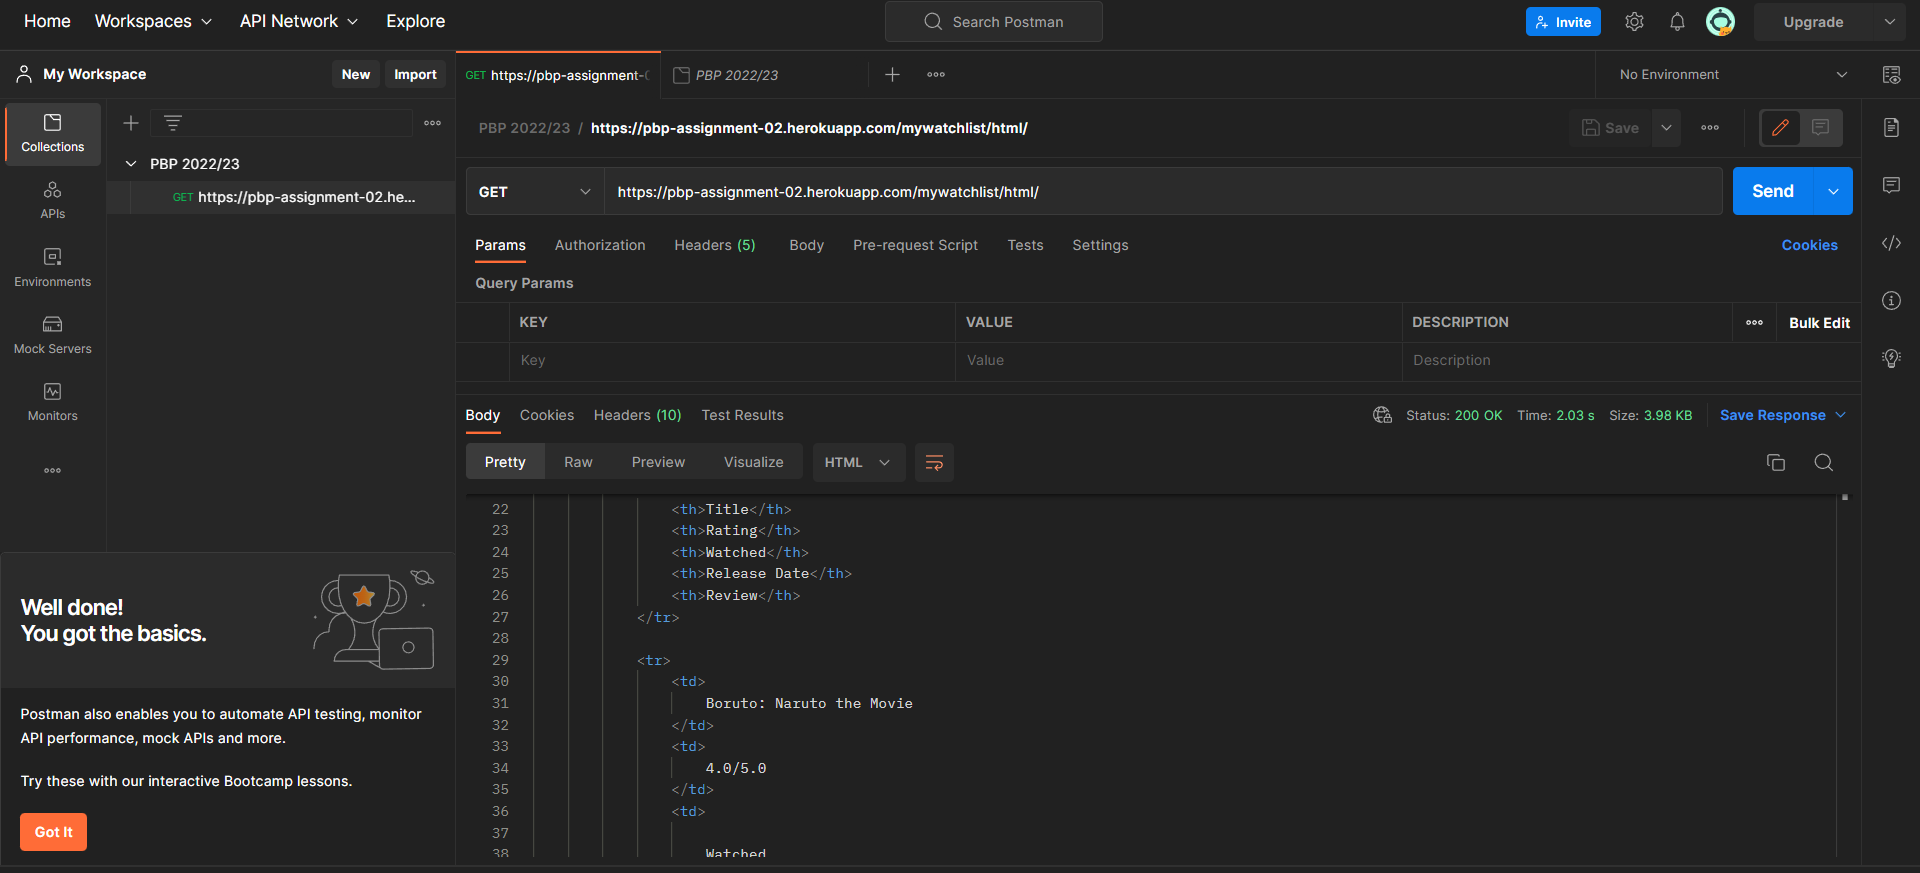 Home Workspaces API Network Explore Search Postman Invite Upgrade
My Workspace New Import GET https://pbp-assignment-0 PBP 2022/23 No Environment
Collections
APIs
Environments
Mock Servers
Monitors
PBP 2022/23
GET https://pbp-assignment-02.he...
PBP 2022/23 / https://pbp-assignment-02.herokuapp.com/mywatchlist/html/ Save
GET https://pbp-assignment-02.herokuapp.com/mywatchlist/html/ Send
Params Authorization Headers (5) Body Pre-request Script Tests Settings Cookies
Query Params
KEY VALUE DESCRIPTION Bulk Edit
Key Value Description
Body Cookies Headers (10) Test Results Status: 200 OK Time: 2.03 s Size: 3.98 KB Save Response
Pretty Raw Preview Visualize HTML
22 <th>Title</th>
23 <th>Rating</th>
24 <th>Watched</th>
25 <th>Release Date</th>
26 <th>Review</th>
27 </tr>
28
29 <tr>
30 <td>
31 Boruto: Naruto the Movie
32 </td>
33 <td>
34 4.0/5.0
35 </td>
36 <td>
37
38 Watched
Well done!
You got the basics.
Postman also enables you to automate API testing, monitor
API performance, mock APIs and more.
Try these with our interactive Bootcamp lessons.
Got It